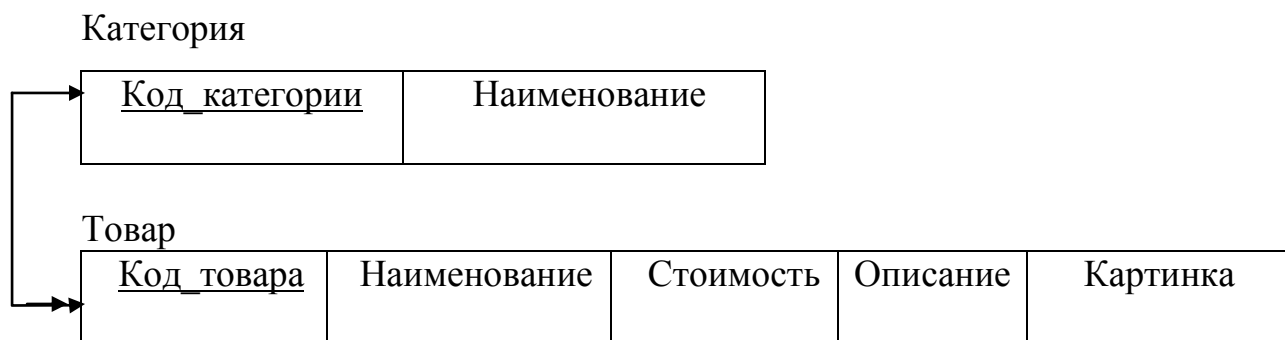 Категория
Код_категории Наименование
Товар
Код_товара Наименование Стоимость Описание Картинка